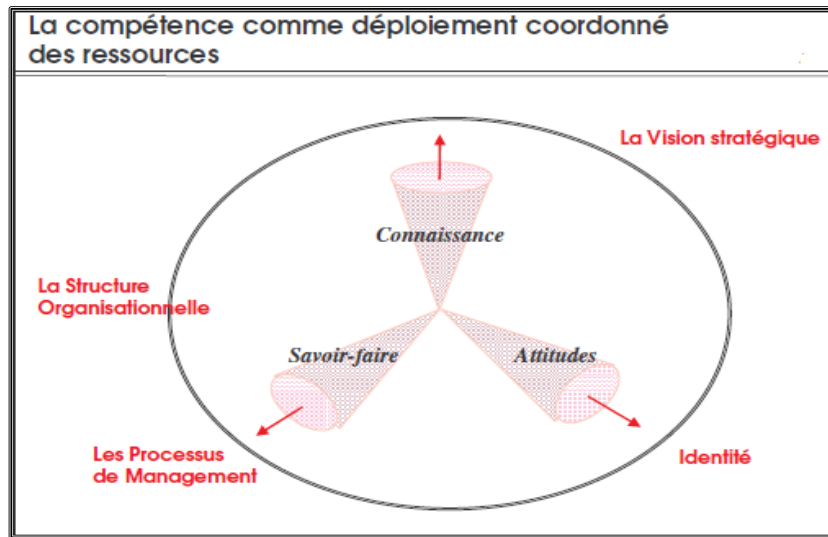 La compétence comme déploiement coordonné
des ressources
La Vision stratégique
Connaissance
La Structure
Organisationnelle
Savoir-faire
Attitudes
Les Processus
de Management
Identité